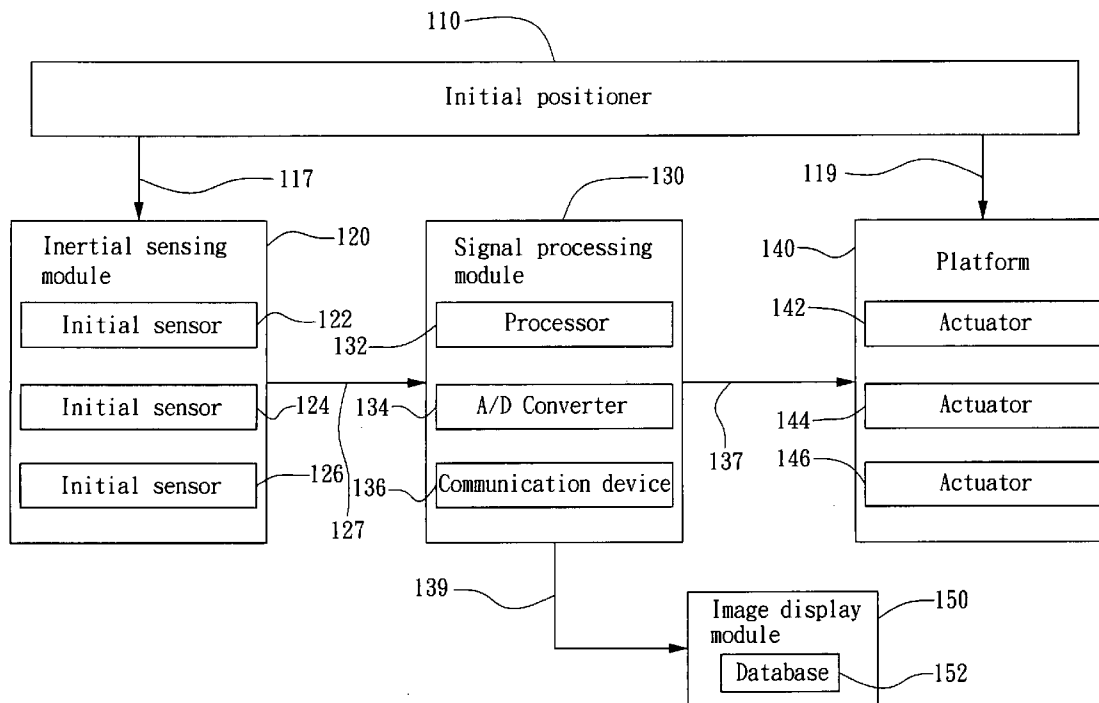 110
Initial positioner
117
119
130
Inertial sensing
module
120
Initial sensor
122
Initial sensor
124
Initial sensor
126
127
Signal processing
module
Processor
132
A/D Converter
134
Communication device
136
137
139
140
Platform
142
Actuator
144
Actuator
146
Actuator
Image display
module
150
Database
152